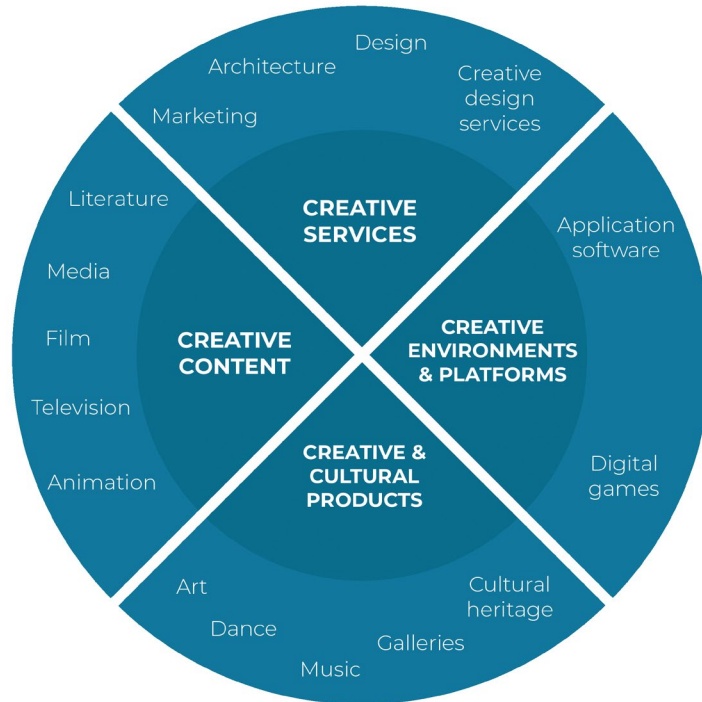 Design
Architecture
Creative
design
services
Marketing
CREATIVE
SERVICES
Literature
Media
Film
Television
Animation
CREATIVE
CONTENT
Application
software
Digital
games
CREATIVE
ENVIRONMENTS
& PLATFORMS
CREATIVE &
CULTURAL
PRODUCTS
Art
Dance
Music
Galleries
Cultural
heritage